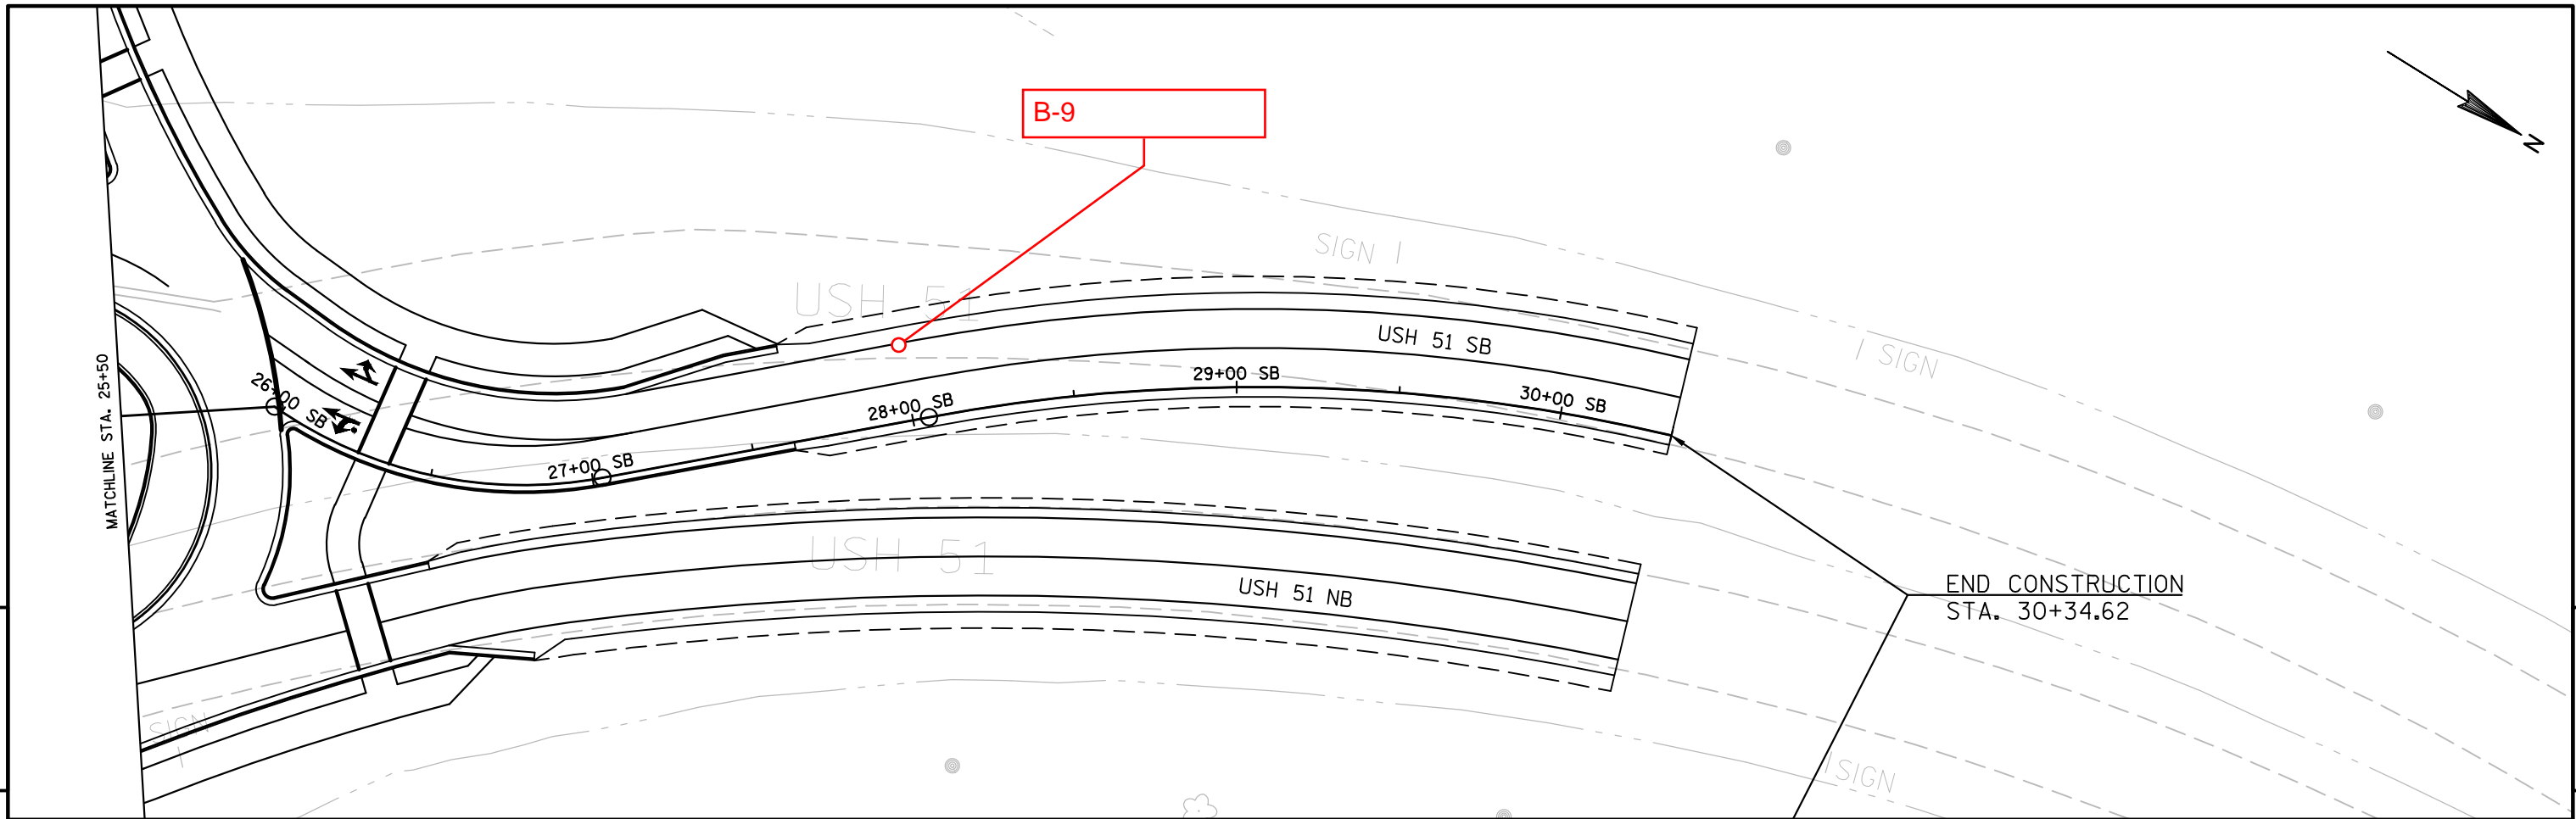 B-9
N
SIGN
USH 51
USH 51 SB
SIGN
MATCHLINE STA. 25+50
26+00 SB
27+00 SB
28+00 SB
29+00 SB
30+00 SB
USH 51
USH 51 NB
END CONSTRUCTION
STA. 30+34.62
SIGN
SIGN